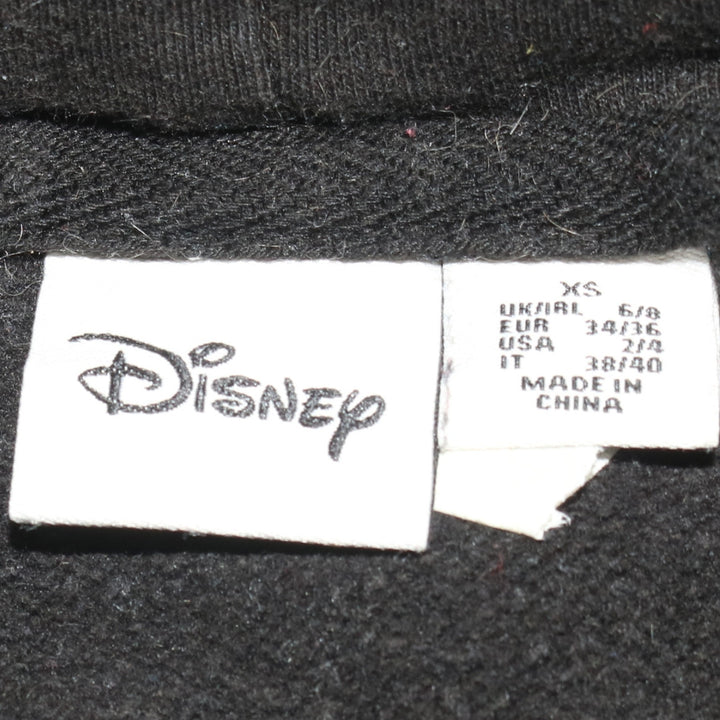 Disney
XS
UK/IRL 6/8
EUR 34/36
USA 2/4
IT 38/40
MADE IN
CHINA